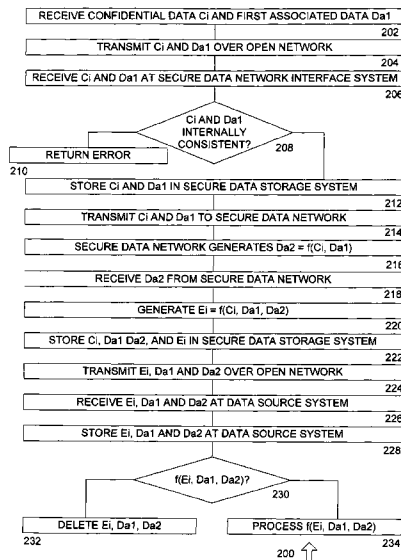 RECEIVE CONFIDENTIAL DATA Ci AND FIRST ASSOCIATED DATA Da1
202
TRANSMIT Ci AND Da1 OVER OPEN NETWORK
204
RECEIVE Ci AND Da1 AT SECURE DATA NETWORK INTERFACE SYSTEM
206
Ci AND Da1
INTERNALLY
CONSISTENT?
208
RETURN ERROR
210
STORE Ci AND Da1 IN SECURE DATA STORAGE SYSTEM
212
TRANSMIT Ci AND Da1 TO SECURE DATA NETWORK
214
SECURE DATA NETWORK GENERATES Da2 = f(Ci, Da1)
216
RECEIVE Da2 FROM SECURE DATA NETWORK
218
GENERATE Ei = f(Ci, Da1, Da2)
220
STORE Ci, Da1 Da2, AND Ei IN SECURE DATA STORAGE SYSTEM
222
TRANSMIT Ei, Da1 AND Da2 OVER OPEN NETWORK
224
RECEIVE Ei, Da1 AND Da2 AT DATA SOURCE SYSTEM
226
STORE Ei, Da1 AND Da2 AT DATA SOURCE SYSTEM
228
f(Ei, Da1, Da2)?
230
DELETE Ei, Da1, Da2
232
PROCESS f(Ei, Da1, Da2)
234
200